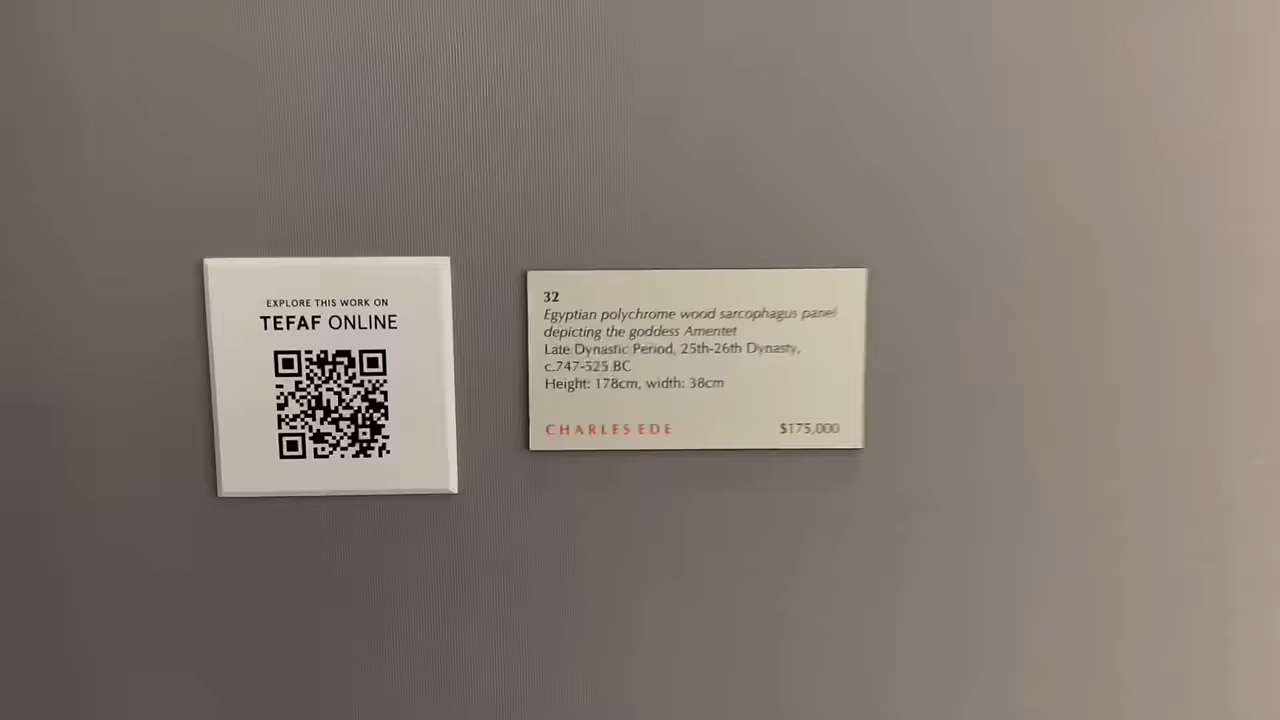 EXPLORE THIS WORK ON
TEFAF ONLINE
32
Egyptian polychrome wood sarcophagus panel
depicting the goddess Amentet
Late Dynastic Period, 25th-26th Dynasty,
c.747-525 BC
Height: 178cm, width: 38cm
CHARLES EDE
$175,000